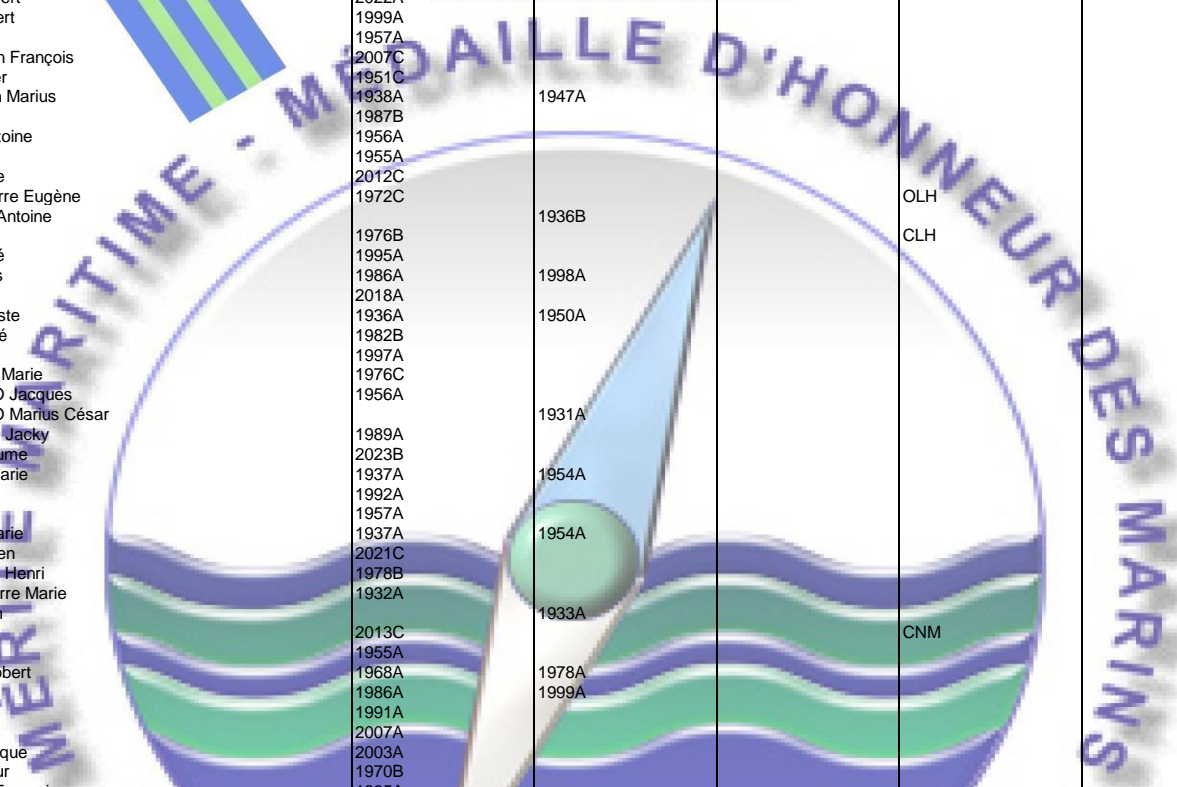 1999A
1957A
François 2007C
1951C
Marius 1938A 1947A
1987B
1956A
1955A
2012C
Eugène 1972C OLH
Antoine 1936B
1976B CLH
1995A
1986A 1998A
2018A
1936A 1950A
1982B
1997A
Marie 1976C
Jacques 1956A
Marius César 1931A
Jacky 1989A
2023B
1937A 1954A
1992A
1957A
1937A 1954A
2021C
Henri 1978B
Marie 1932A
1933A
2013C CNM
1955A
1968A 1978A
1986A 1999A
1991A
2007A
2003A
1970B
MÉRITE MARITIME - MÉDAILLE D'HONNEUR DES MARINS